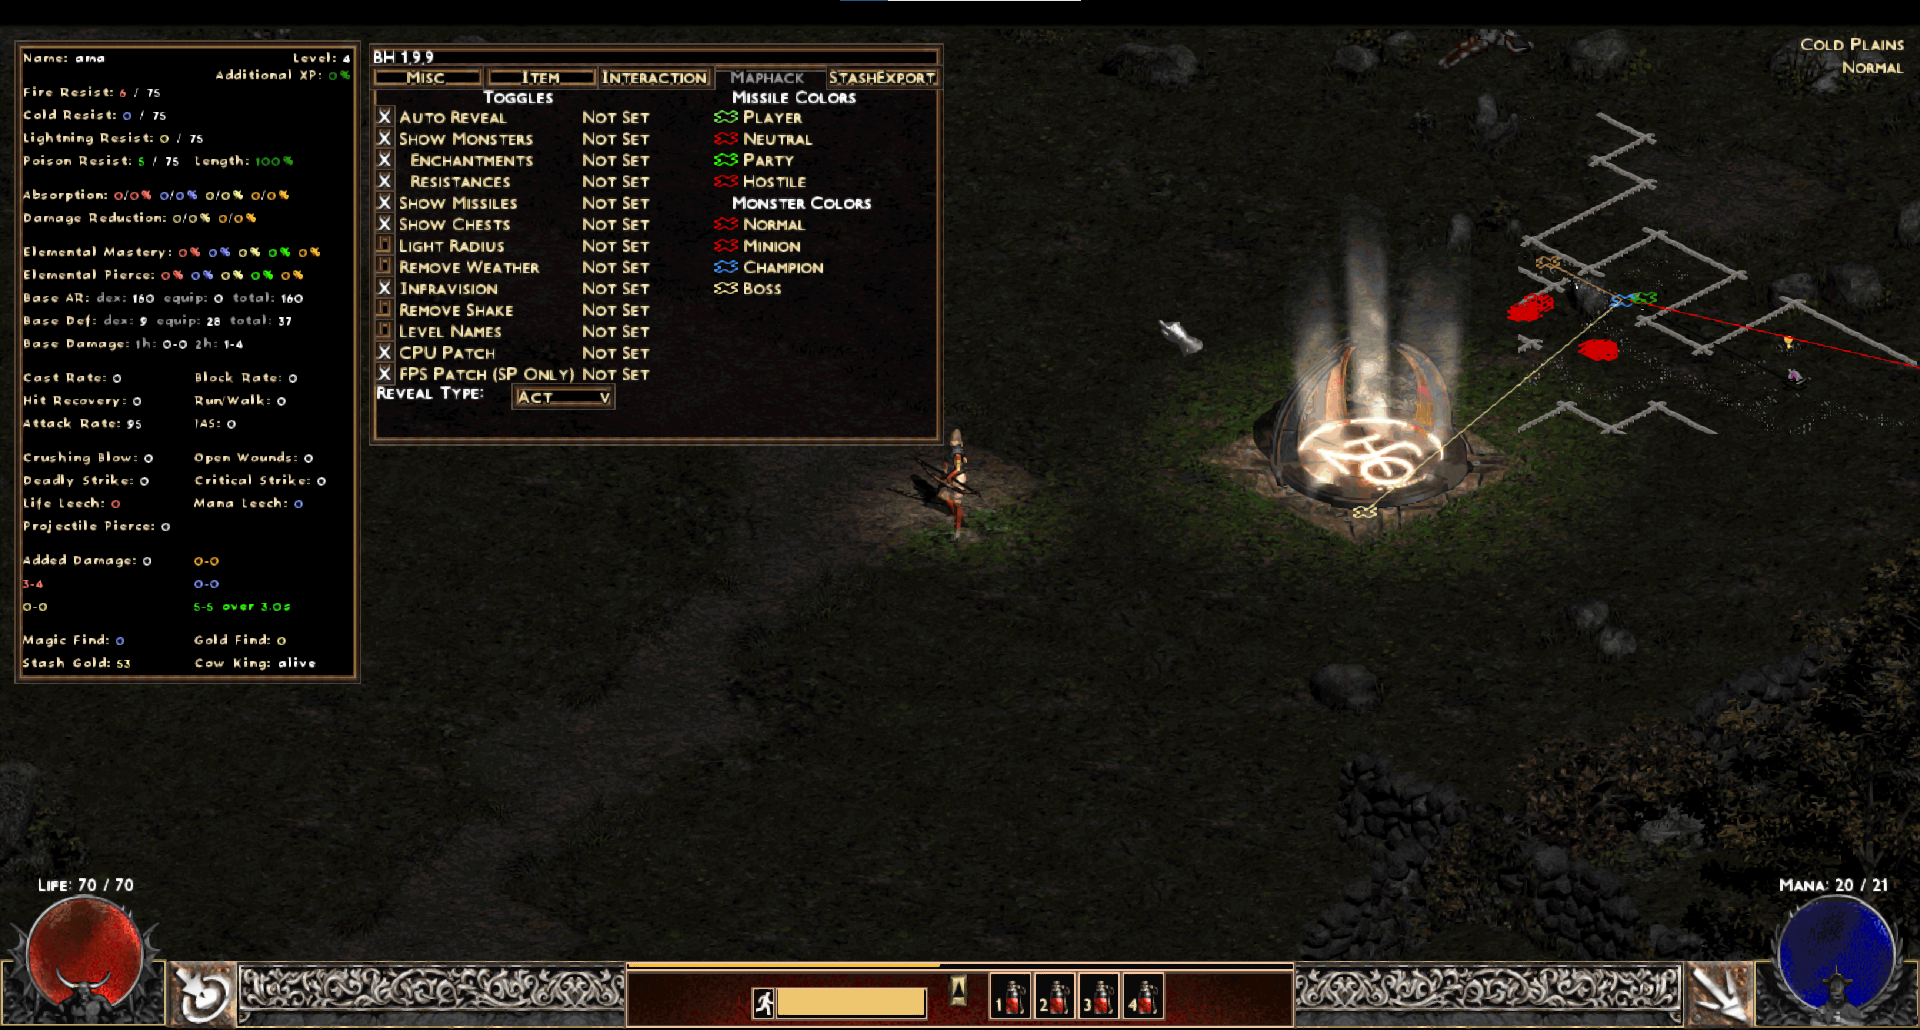 Name: ama Level: 4
Additional XP: 0%
Fire Resist: 6 / 75
Cold Resist: 0 / 75
Lightning Resist: 0 / 75
Poison Resist: 5 / 75 Length: 100%
Absorption: 0/0% 0/0% 0/0% 0/0%
Damage Reduction: 0/0% 0/0%
Elemental Mastery: 0% 0% 0% 0% 0%
Elemental Pierce: 0% 0% 0% 0% 0%
Base AR: dex: 160 equip: 0 total: 160
Base Def: dex: 9 equip: 28 total: 37
Base Damage: 1h: 0-0 2h: 1-4
Cast Rate: 0 Block Rate: 0
Hit Recovery: 0 Run/Walk: 0
Attack Rate: 95 IAS: 0
Crushing Blow: 0 Open Wounds: 0
Deadly Strike: 0 Critical Strike: 0
Life Leech: 0 Mana Leech: 0
Projectile Pierce: 0
Added Damage: 0 0-0
3-4 0-0
0-0 5-5 over 3.0s
Magic Find: 0 Gold Find: 0
Stash Gold: 53 Cow King: alive
BH 1.9.9
MISC ITEM INTERACTION MAPHACK STASHEXPORT
TOGGLES MISSILE COLORS
X AUTO REVEAL NOT SET PLAYER
X SHOW MONSTERS NOT SET NEUTRAL
X ENCHANTMENTS NOT SET PARTY
X RESISTANCES NOT SET HOSTILE
X SHOW MISSILES NOT SET MONSTER COLORS
X SHOW CHESTS NOT SET NORMAL
LIGHT RADIUS NOT SET MINION
REMOVE WEATHER NOT SET CHAMPION
X INFRAVISION NOT SET BOSS
REMOVE SHAKE NOT SET
LEVEL NAMES NOT SET
X CPU PATCH NOT SET
X FPS PATCH (SP ONLY) NOT SET
REVEAL TYPE: ACT V
COLD PLAINS
NORMAL
LIFE: 70 / 70
MANA: 20 / 21
1 2 3 4